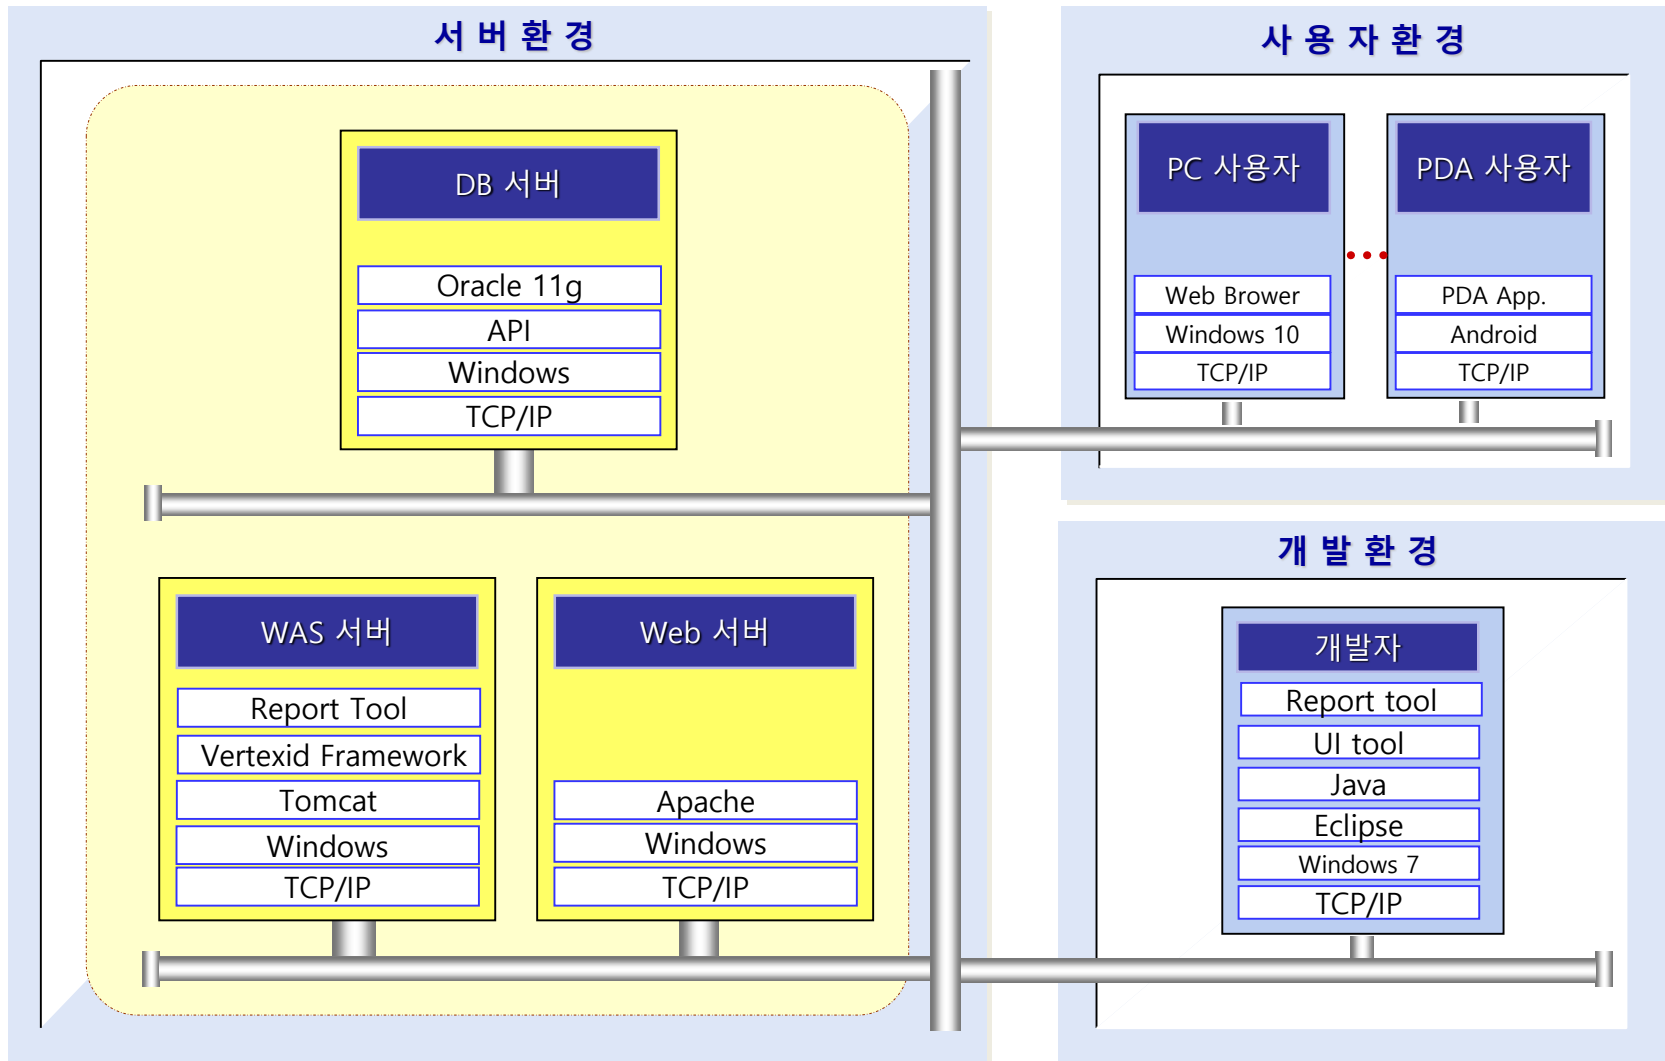 서 버 환 경
DB 서버
Oracle 11g
API
Windows
TCP/IP
WAS 서버
Report Tool
Vertexid Framework
Tomcat
Windows
TCP/IP
Web 서버
Apache
Windows
TCP/IP
사 용 자 환 경
PC 사용자
Web Brower
Windows 10
TCP/IP
PDA 사용자
PDA App.
Android
TCP/IP
개 발 환 경
개발자
Report tool
UI tool
Java
Eclipse
Windows 7
TCP/IP